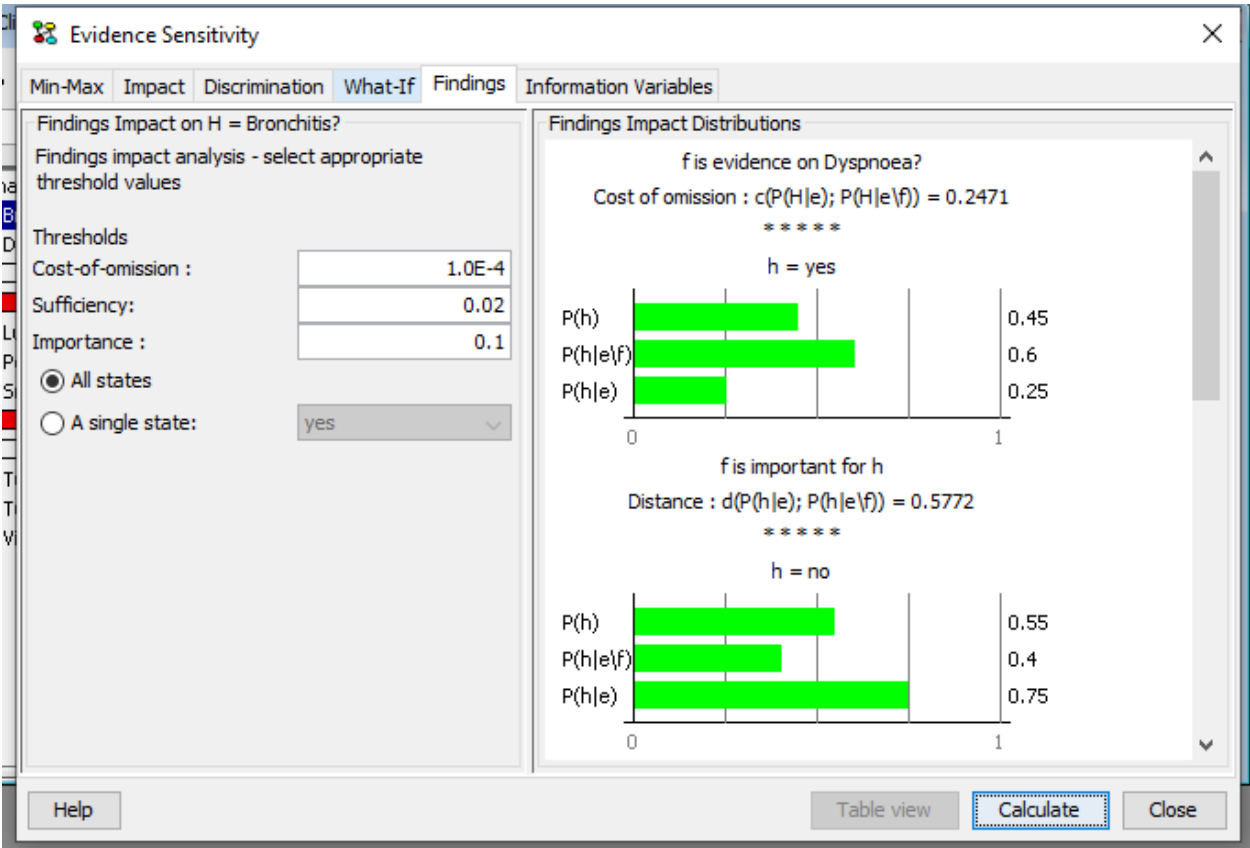 Evidence Sensitivity
Min-Max Impact Discrimination What-If Findings Information Variables
Findings Impact on H = Bronchitis?
Findings impact analysis - select appropriate
threshold values
Thresholds
Cost-of-omission : 1.0E-4
Sufficiency: 0.02
Importance : 0.1
All states
A single state: yes
Findings Impact Distributions
f is evidence on Dyspnoea?
Cost of omission : c(P(H|e); P(H|e\f)) = 0.2471
* * * * *
h = yes
P(h) 0.45
P(h|e\f) 0.6
P(h|e) 0.25
0 1
f is important for h
Distance : d(P(h|e); P(h|e\f)) = 0.5772
* * * * *
h = no
P(h) 0.55
P(h|e\f) 0.4
P(h|e) 0.75
0 1
Help Table view Calculate Close